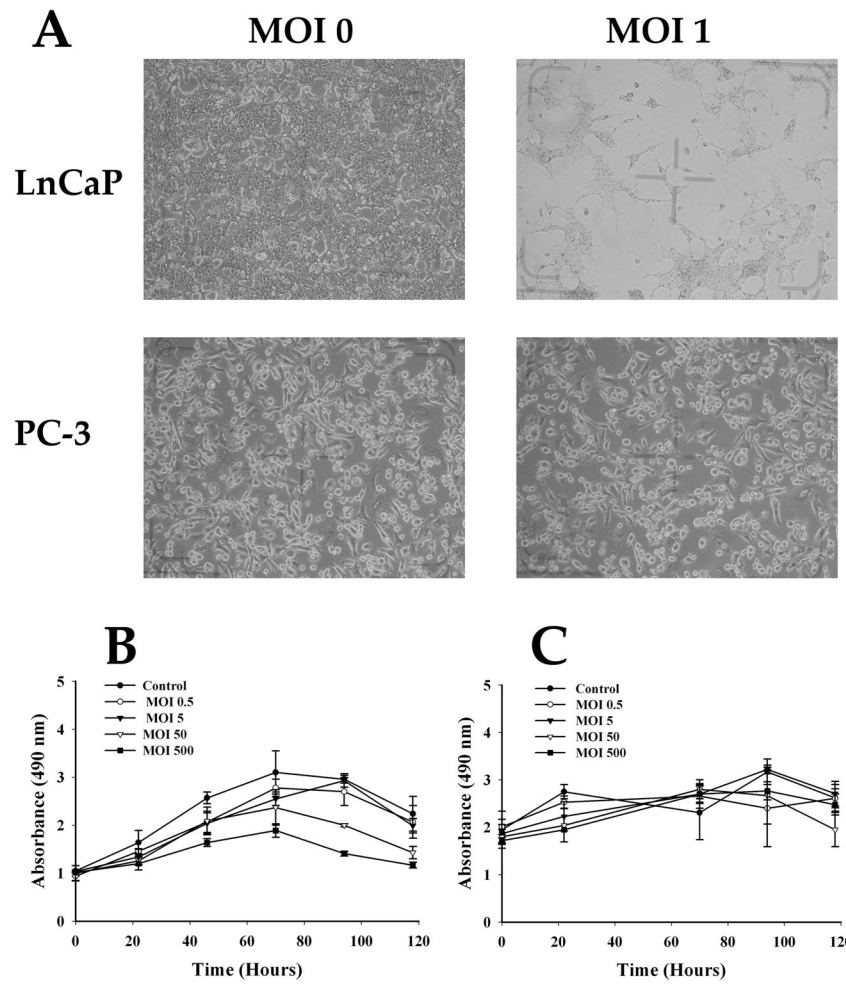 A
MOI 0
MOI 1
LnCaP
PC-3
B
Control
MOI 0.5
MOI 5
MOI 50
MOI 500
Absorbance (490 nm)
5
4
3
2
1
0
0
20
40
60
80
100
120
Time (Hours)
C
Control
MOI 0.5
MOI 5
MOI 50
MOI 500
Absorbance (490 nm)
5
4
3
2
1
0
0
20
40
60
80
100
120
Time (Hours)